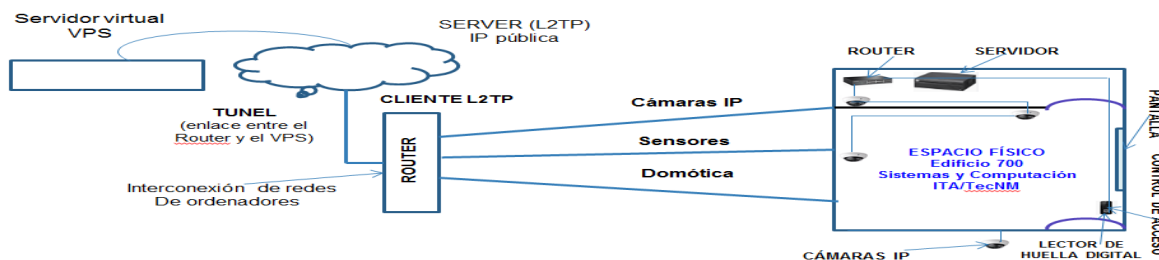 Servidor virtual
VPS
SERVER (L2TP)
IP pública
TUNEL
(enlace entre el
Router y el VPS)
CLIENTE L2TP
ROUTER
Interconexión de redes
De ordenadores
Cámaras IP
Sensores
Domótica
ROUTER
SERVIDOR
ESPACIO FÍSICO
Edificio 700
Sistemas y Computación
ITA/TecNM
PANTALLA CONTROL DE ACCESO
CÁMARAS IP
LECTOR DE
HUELLA DIGITAL